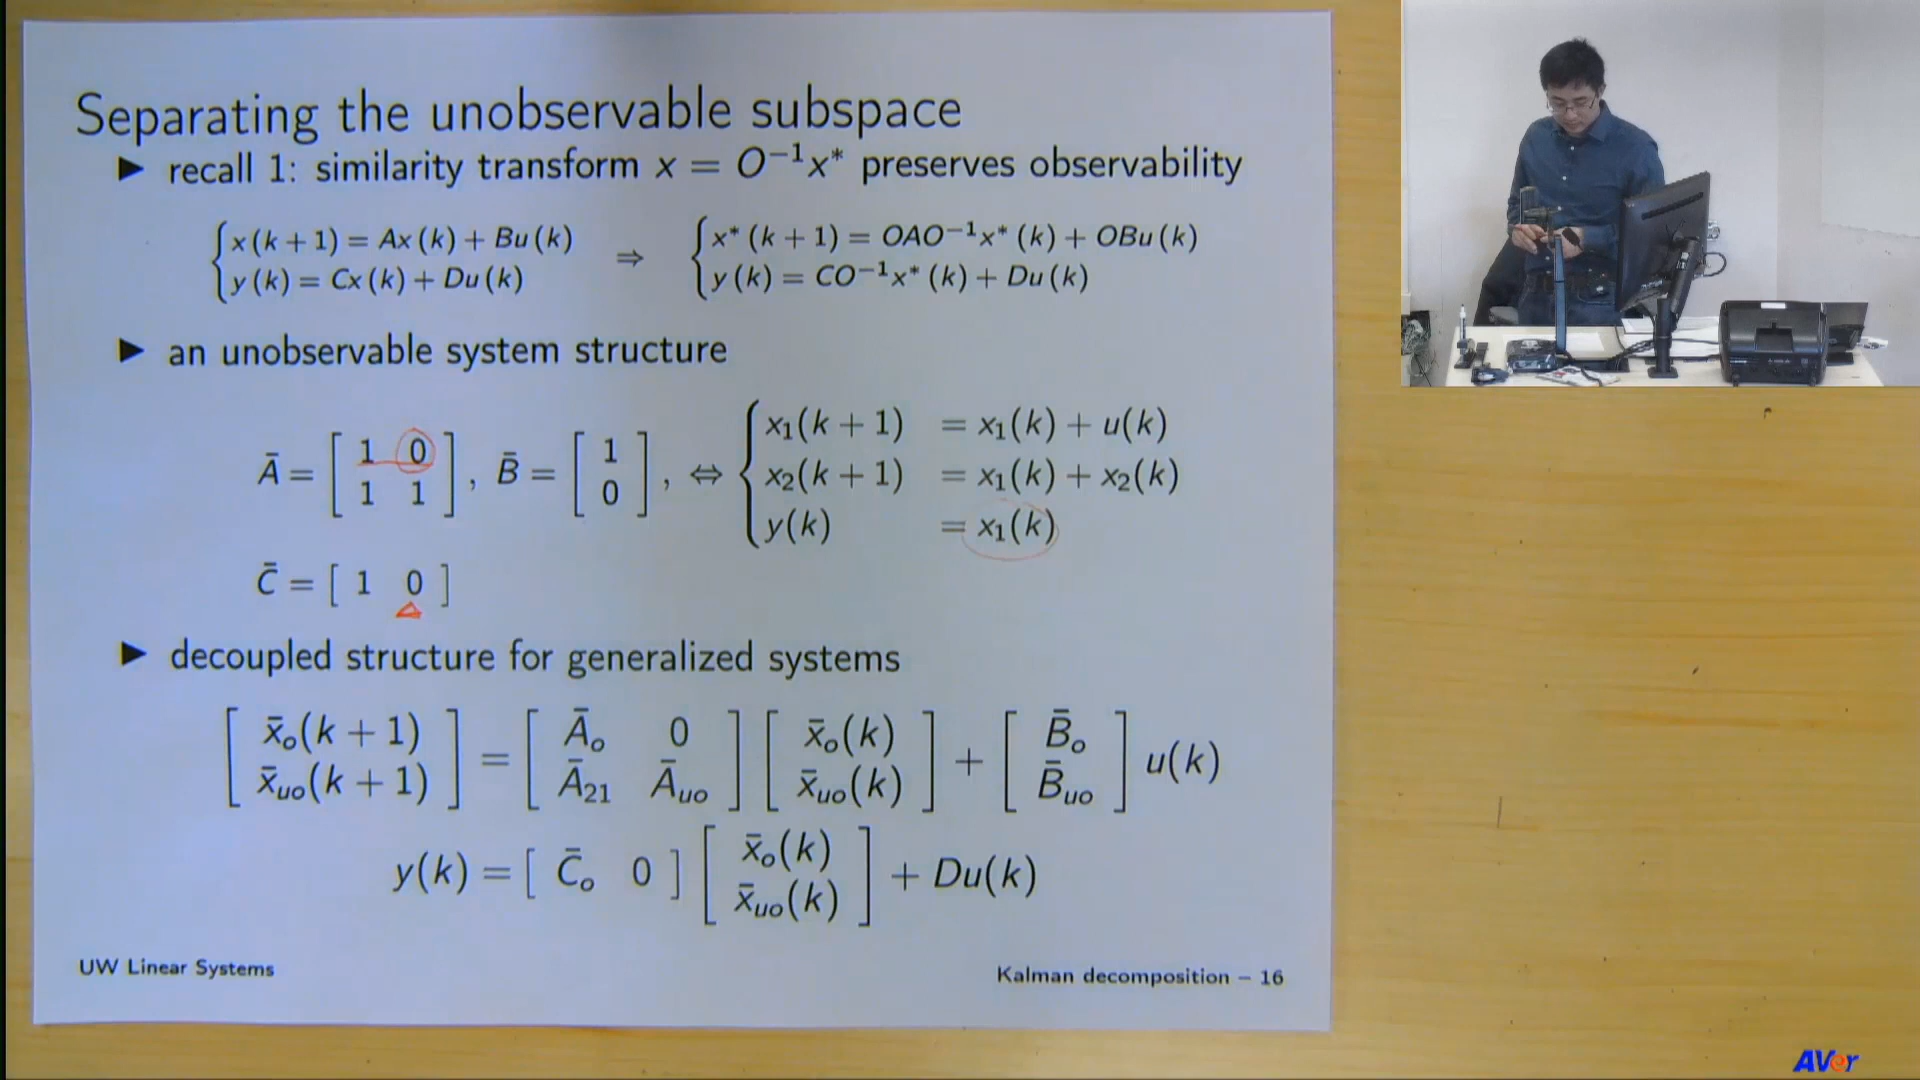 Separating the unobservable subspace
▶ recall 1: similarity transform x = O⁻¹x* preserves observability
{ x(k + 1) = Ax(k) + Bu(k)
y(k) = Cx(k) + Du(k)
⇒
{ x*(k + 1) = OAO⁻¹x*(k) + OBu(k)
y(k) = CO⁻¹x*(k) + Du(k)
▶ an unobservable system structure
Ā = [ 1 0
1 1 ] , B̄ = [ 1
0 ] , ⇔
{ x₁(k + 1) = x₁(k) + u(k)
x₂(k + 1) = x₁(k) + x₂(k)
y(k) = x₁(k)
C̄ = [ 1 0 ]
▶ decoupled structure for generalized systems
[ x̄ₒ(k + 1)
x̄ᵤₒ(k + 1) ] = [ Āₒ 0
Ā₂₁ Āᵤₒ ] [ x̄ₒ(k)
x̄ᵤₒ(k) ] + [ B̄ₒ
B̄ᵤₒ ] u(k)
y(k) = [ C̄ₒ 0 ] [ x̄ₒ(k)
x̄ᵤₒ(k) ] + Du(k)
UW Linear Systems
Kalman decomposition – 16
AVer